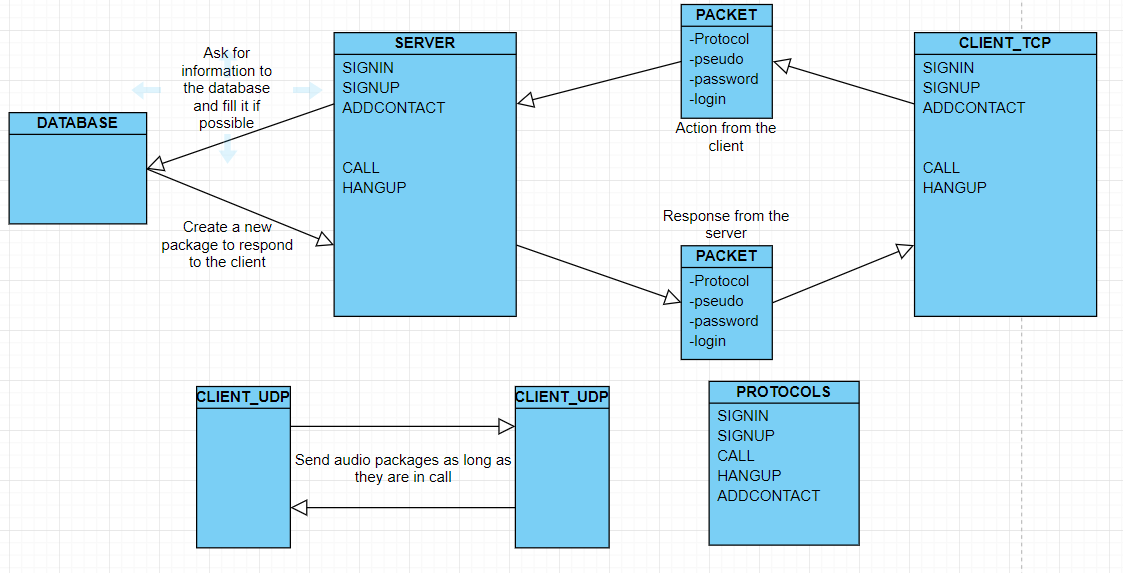 DATABASE
Ask for
information to
the database
and fill it if
possible
Create a new
package to respond
to the client
SERVER
SIGNIN
SIGNUP
ADDCONTACT
CALL
HANGUP
PACKET
-Protocol
-pseudo
-password
-login
Action from the
client
Response from the
server
PACKET
-Protocol
-pseudo
-password
-login
CLIENT_TCP
SIGNIN
SIGNUP
ADDCONTACT
CALL
HANGUP
CLIENT_UDP
Send audio packages as long as
they are in call
CLIENT_UDP
PROTOCOLS
SIGNIN
SIGNUP
CALL
HANGUP
ADDCONTACT